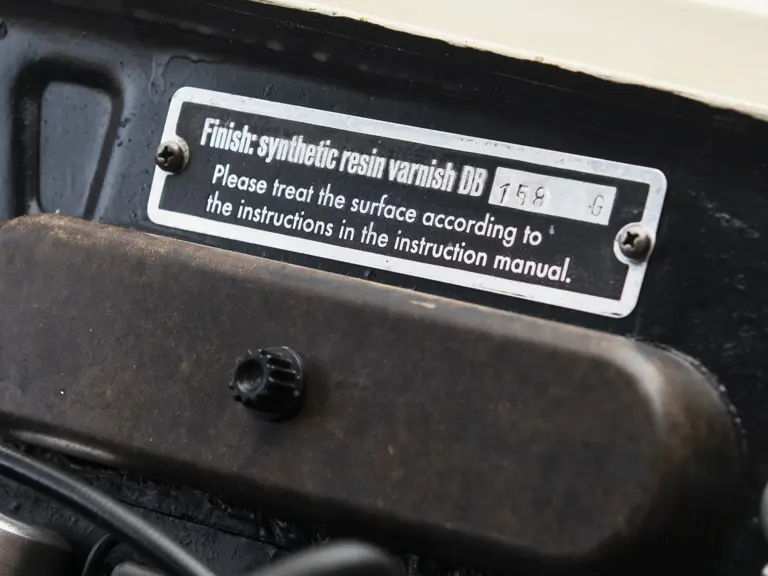 Finish: synthetic resin varnish DB 158 G
Please treat the surface according to
the instructions in the instruction manual.